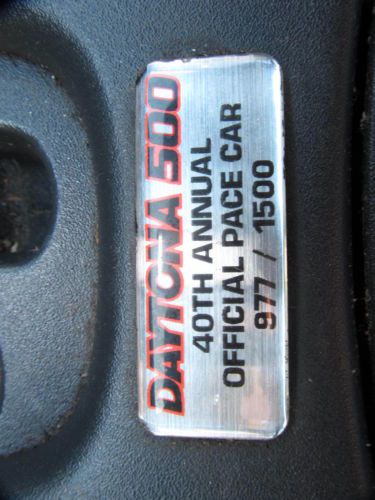 DAYTONA 500
40TH ANNUAL
OFFICIAL PACE CAR
977 / 1500